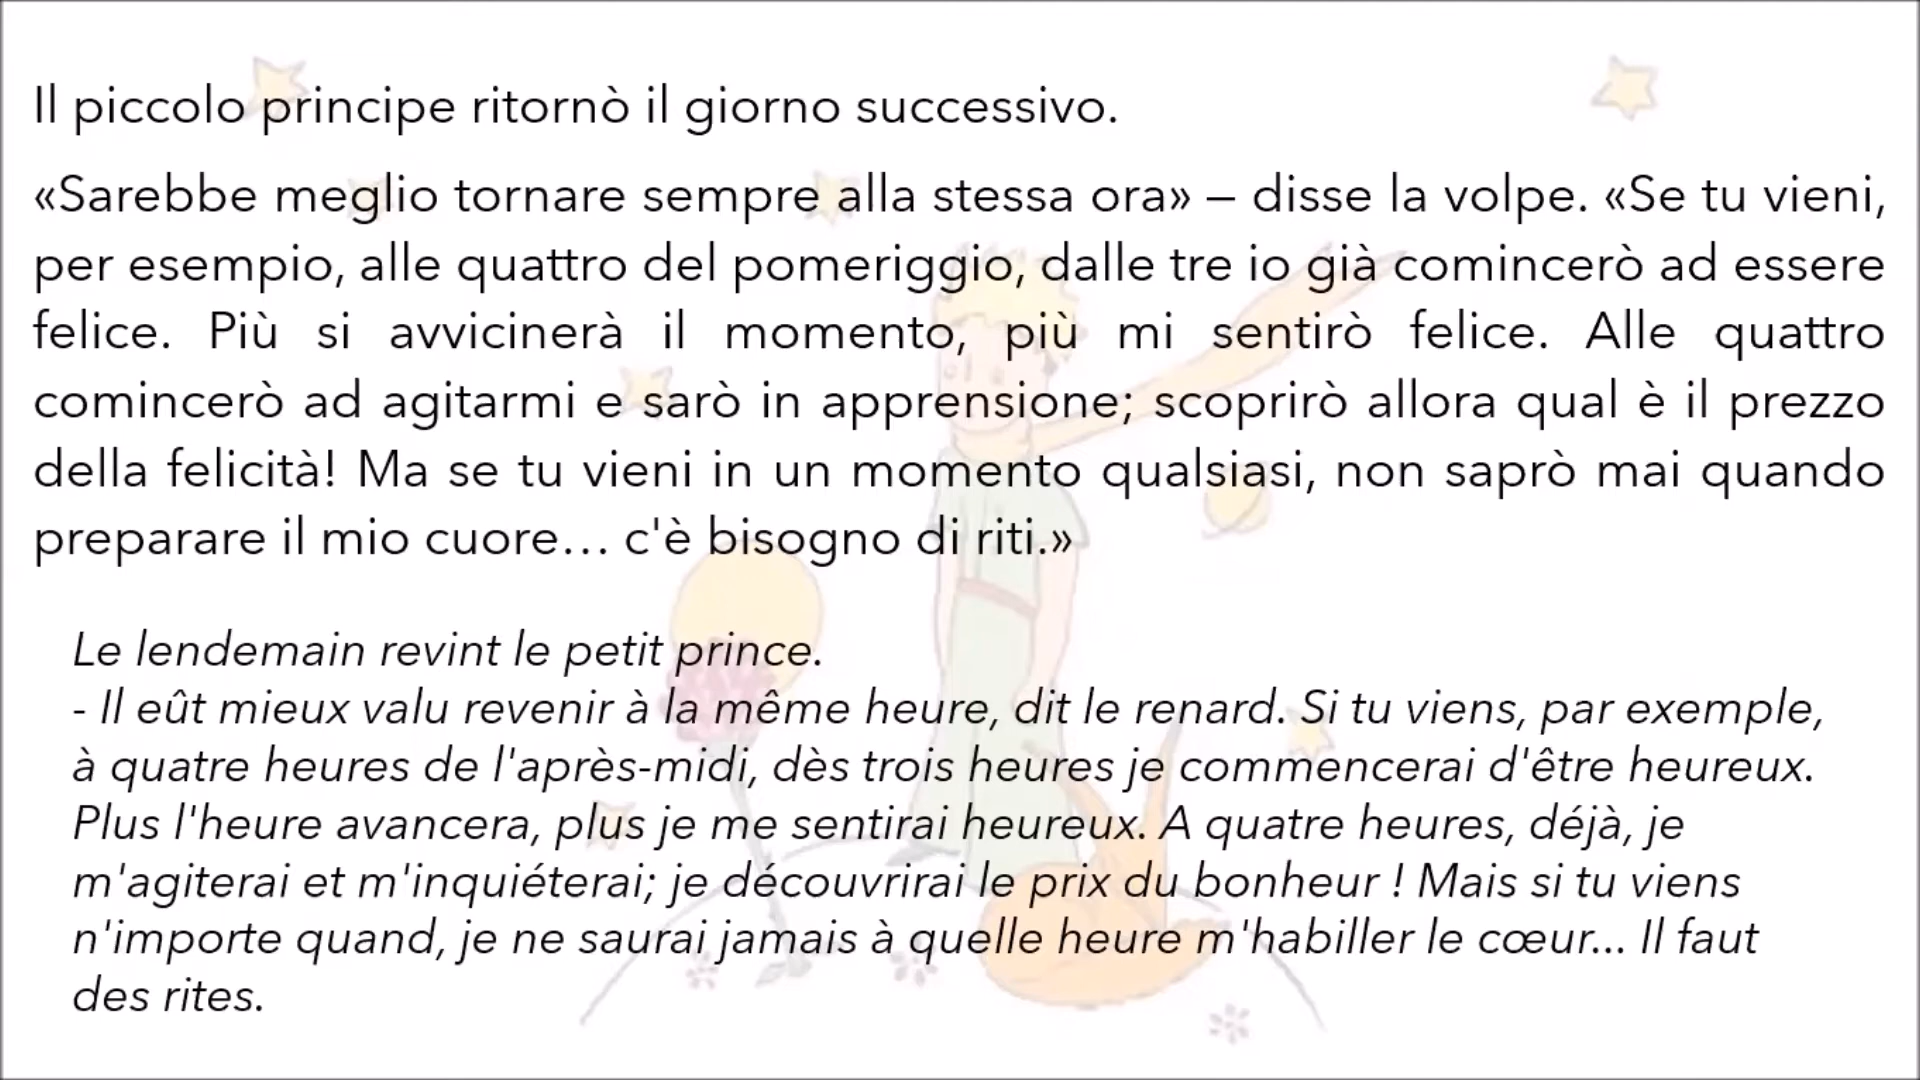 Il piccolo principe ritornò il giorno successivo.
«Sarebbe meglio tornare sempre alla stessa ora» – disse la volpe. «Se tu vieni,
per esempio, alle quattro del pomeriggio, dalle tre io già comincerò ad essere
felice. Più si avvicinerà il momento, più mi sentirò felice. Alle quattro
comincerò ad agitarmi e sarò in apprensione; scoprirò allora qual è il prezzo
della felicità! Ma se tu vieni in un momento qualsiasi, non saprò mai quando
preparare il mio cuore… c'è bisogno di riti.»
Le lendemain revint le petit prince.
- Il eût mieux valu revenir à la même heure, dit le renard. Si tu viens, par exemple,
à quatre heures de l'après-midi, dès trois heures je commencerai d'être heureux.
Plus l'heure avancera, plus je me sentirai heureux. A quatre heures, déjà, je
m'agiterai et m'inquiéterai; je découvrirai le prix du bonheur ! Mais si tu viens
n'importe quand, je ne saurai jamais à quelle heure m'habiller le cœur... Il faut
des rites.